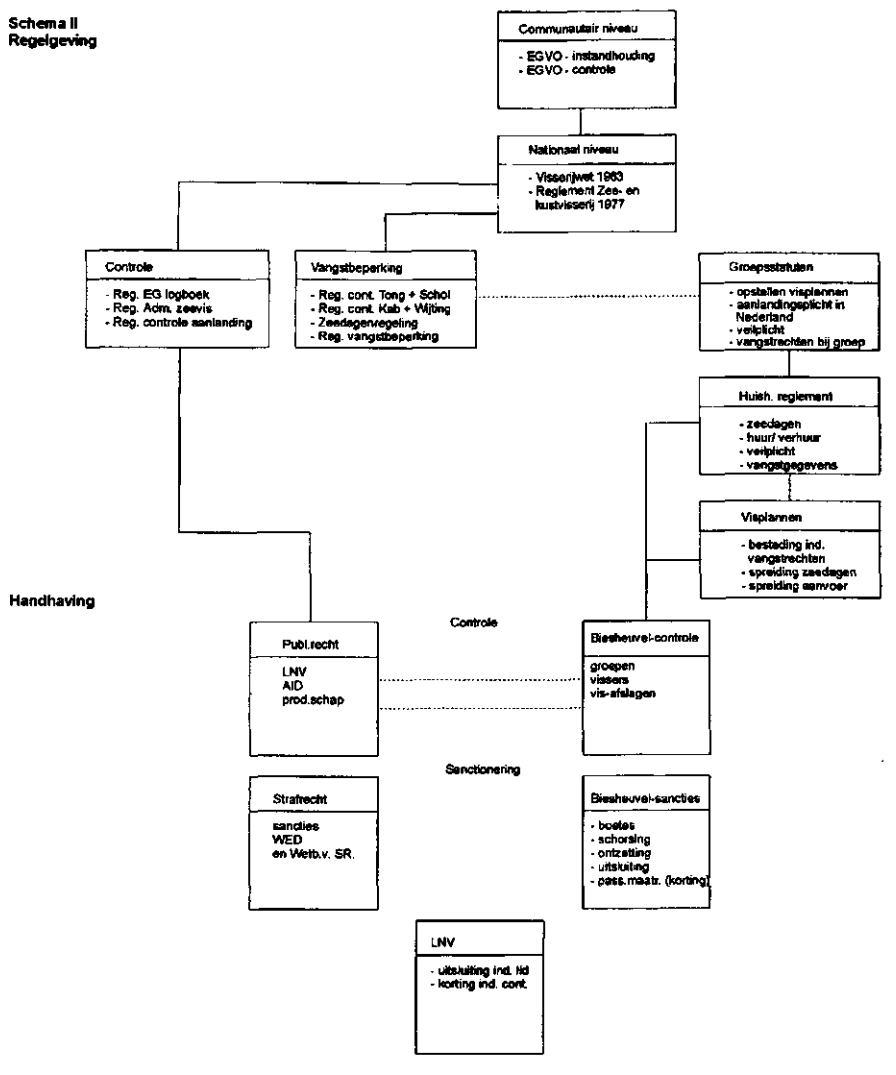 Schema II
Regelgeving
Communautair niveau
- EGVO - instandhouding
- EGVO - controle
Nationaal niveau
- Visserijwet 1963
- Reglement Zee- en
kustvisserij 1977
Controle
- Reg. EG logboek
- Reg. Adm. zeevis
- Reg. controle aanlanding
Vangstbeperking
- Reg. cont. Tong + Schol
- Reg. cont. Kab + Wijting
- Zeedagenregeling
- Reg. vangstbeperking
Groepsstatuten
- opstellen visplannen
- aanlandingsplicht in
Nederland
- veilplicht
- vangstrechten bij groep
Huish. reglement
- zeedagen
- huur/ verhuur
- veilplicht
- vangstgegevens
Visplannen
- besteding ind.
vangstrechten
- spreiding zeedagen
- spreiding aanvoer
Handhaving
Controle
Publ.recht
LNV
AID
prod.schap
Biesheuvel-controle
groepen
vissers
vis-afslagen
Sanctionering
Strafrecht
sancties
WED
en Wetb.v. SR.
Biesheuvel-sancties
- boetes
- schorsing
- ontzetting
- uitsluiting
- pass.maatr. (korting)
LNV
- uitsluiting ind. lid
- korting ind. cont.